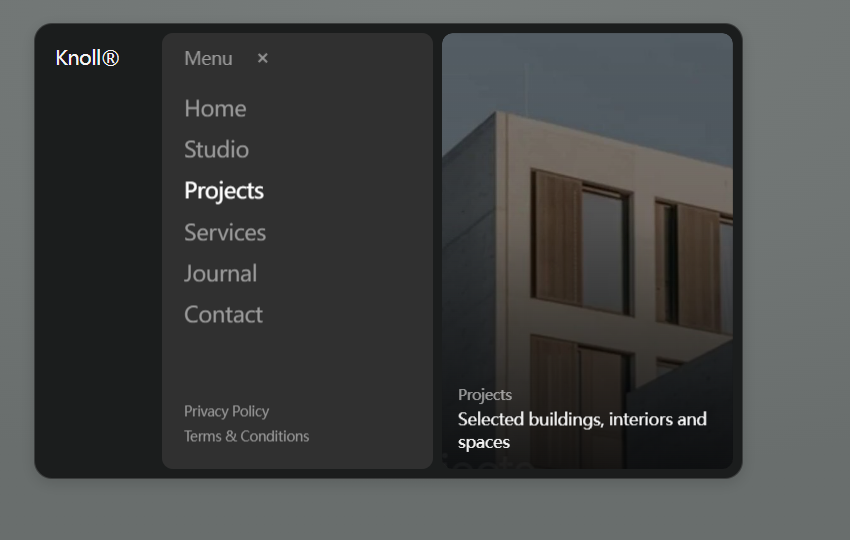 Knoll®
Menu ×
Home
Studio
Projects
Services
Journal
Contact
Privacy Policy
Terms & Conditions
Projects
Selected buildings, interiors and
spaces